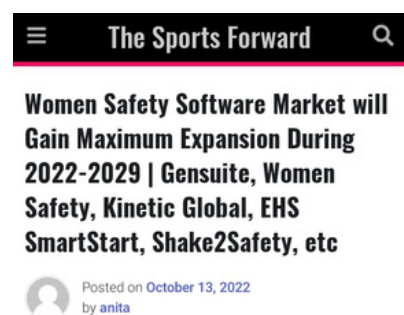 The Sports Forward
Women Safety Software Market will
Gain Maximum Expansion During
2022-2029 | Gensuite, Women
Safety, Kinetic Global, EHS
SmartStart, Shake2Safety, etc
Posted on October 13, 2022
by anita